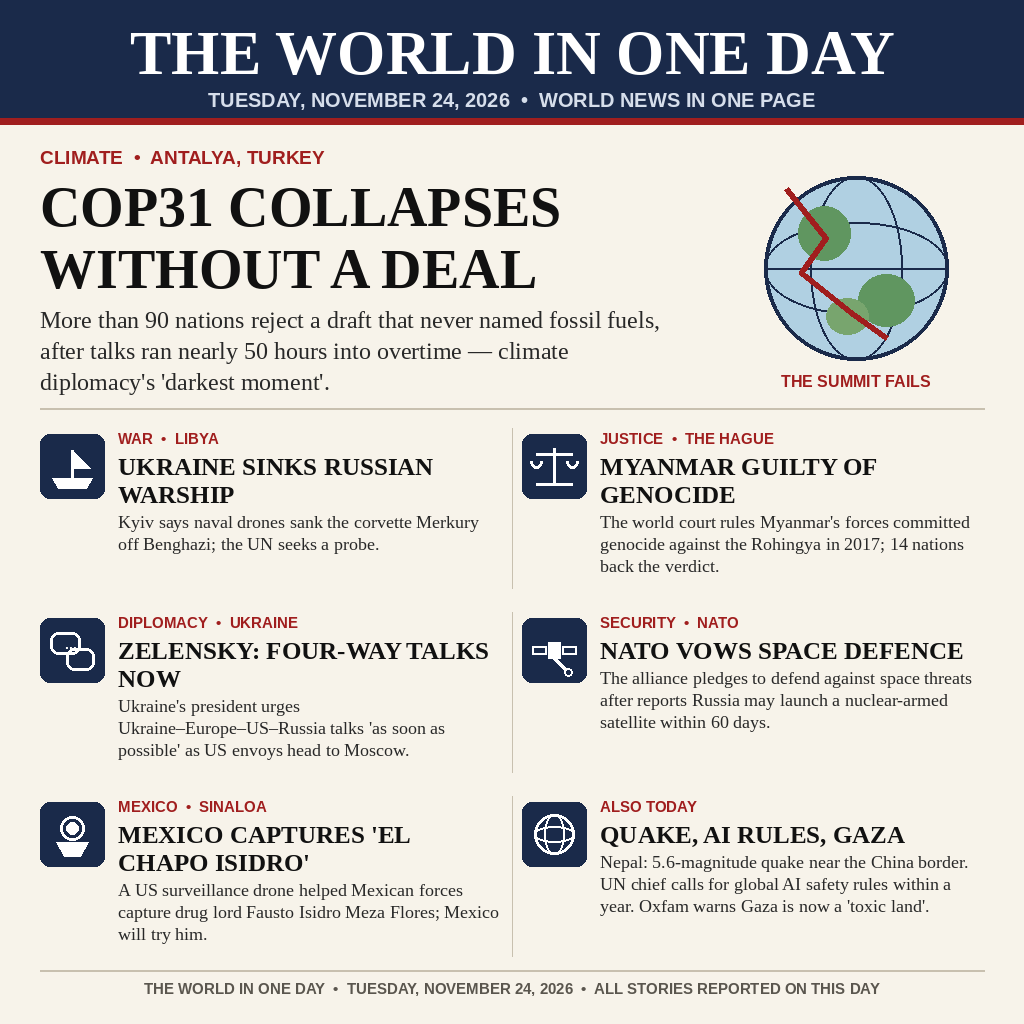 THE WORLD IN ONE DAY
TUESDAY, NOVEMBER 24, 2026 • WORLD NEWS IN ONE PAGE
CLIMATE • ANTALYA, TURKEY
COP31 COLLAPSES
WITHOUT A DEAL
More than 90 nations reject a draft that never named fossil fuels,
after talks ran nearly 50 hours into overtime — climate
diplomacy's 'darkest moment'.
THE SUMMIT FAILS
WAR • LIBYA
UKRAINE SINKS RUSSIAN
WARSHIP
Kyiv says naval drones sank the corvette Merkury
off Benghazi; the UN seeks a probe.
JUSTICE • THE HAGUE
MYANMAR GUILTY OF
GENOCIDE
The world court rules Myanmar's forces committed
genocide against the Rohingya in 2017; 14 nations
back the verdict.
DIPLOMACY • UKRAINE
ZELENSKY: FOUR-WAY TALKS
NOW
Ukraine's president urges
Ukraine–Europe–US–Russia talks 'as soon as
possible' as US envoys head to Moscow.
SECURITY • NATO
NATO VOWS SPACE DEFENCE
The alliance pledges to defend against space threats
after reports Russia may launch a nuclear-armed
satellite within 60 days.
MEXICO • SINALOA
MEXICO CAPTURES 'EL
CHAPO ISIDRO'
A US surveillance drone helped Mexican forces
capture drug lord Fausto Isidro Meza Flores; Mexico
will try him.
ALSO TODAY
QUAKE, AI RULES, GAZA
Nepal: 5.6-magnitude quake near the China border.
UN chief calls for global AI safety rules within a
year. Oxfam warns Gaza is now a 'toxic land'.
THE WORLD IN ONE DAY • TUESDAY, NOVEMBER 24, 2026 • ALL STORIES REPORTED ON THIS DAY